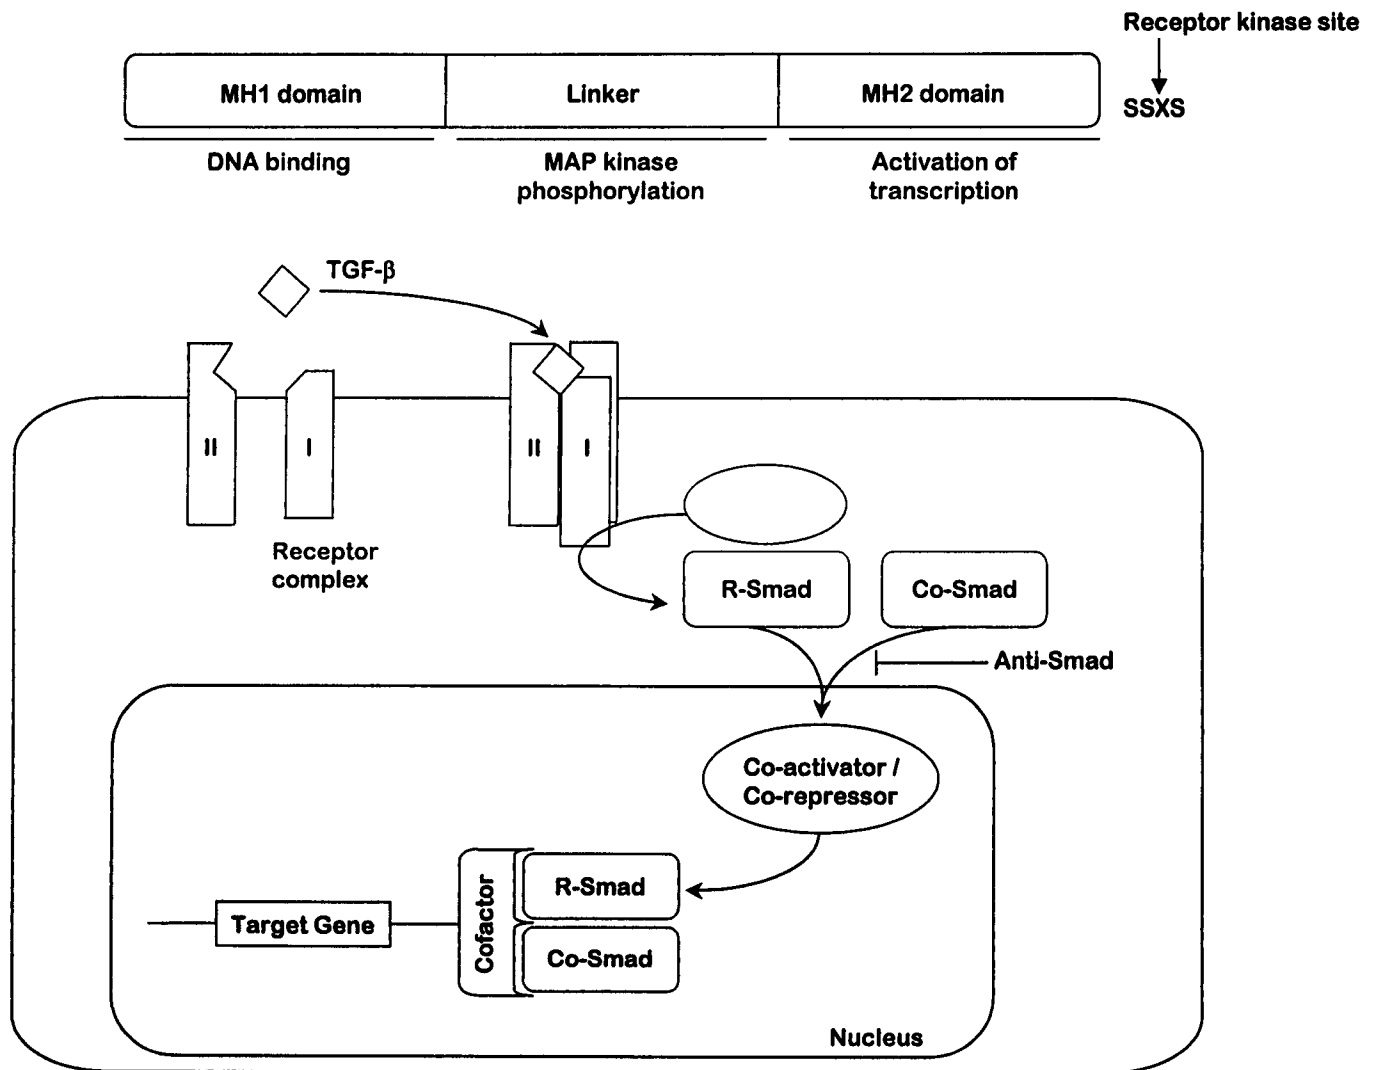 Receptor kinase site
MH1 domain
Linker
MH2 domain
SSXS
DNA binding
MAP kinase
phosphorylation
Activation of
transcription
TGF-β
II
I
II
I
Receptor
complex
R-Smad
Co-Smad
Anti-Smad
Co-activator /
Co-repressor
Cofactor
R-Smad
Target Gene
Co-Smad
Nucleus